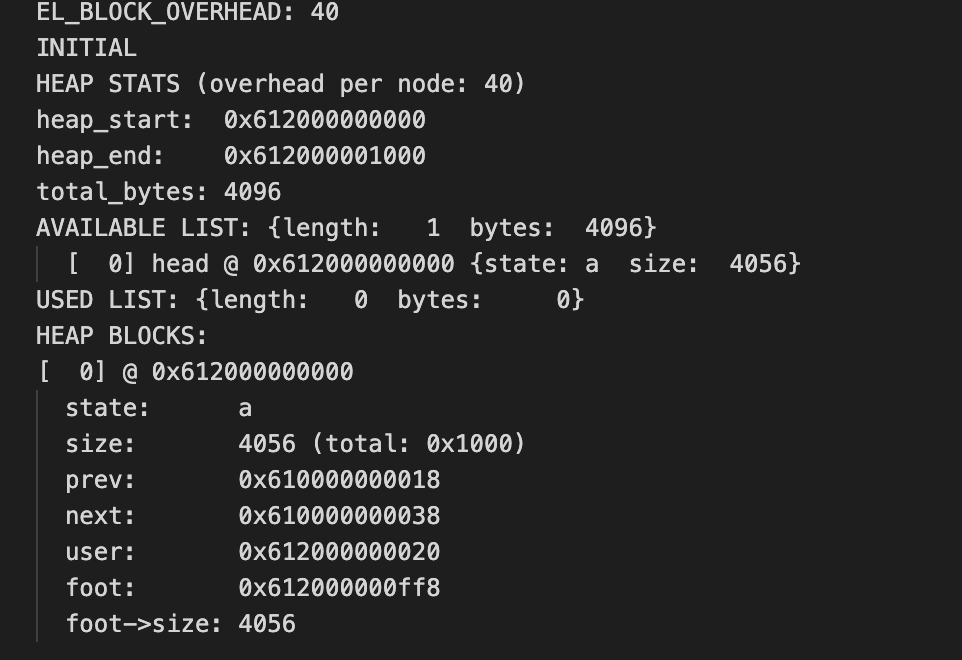 EL_BLOCK_OVERHEAD: 40
INITIAL
HEAP STATS (overhead per node: 40)
heap_start:  0x612000000000
heap_end:    0x612000001000
total_bytes: 4096
AVAILABLE LIST: {length:   1  bytes:  4096}
  [  0] head @ 0x612000000000 {state: a  size:  4056}
USED LIST: {length:   0  bytes:     0}
HEAP BLOCKS:
[  0] @ 0x612000000000
  state:      a
  size:       4056 (total: 0x1000)
  prev:       0x610000000018
  next:       0x610000000038
  user:       0x612000000020
  foot:       0x612000000ff8
  foot->size: 4056